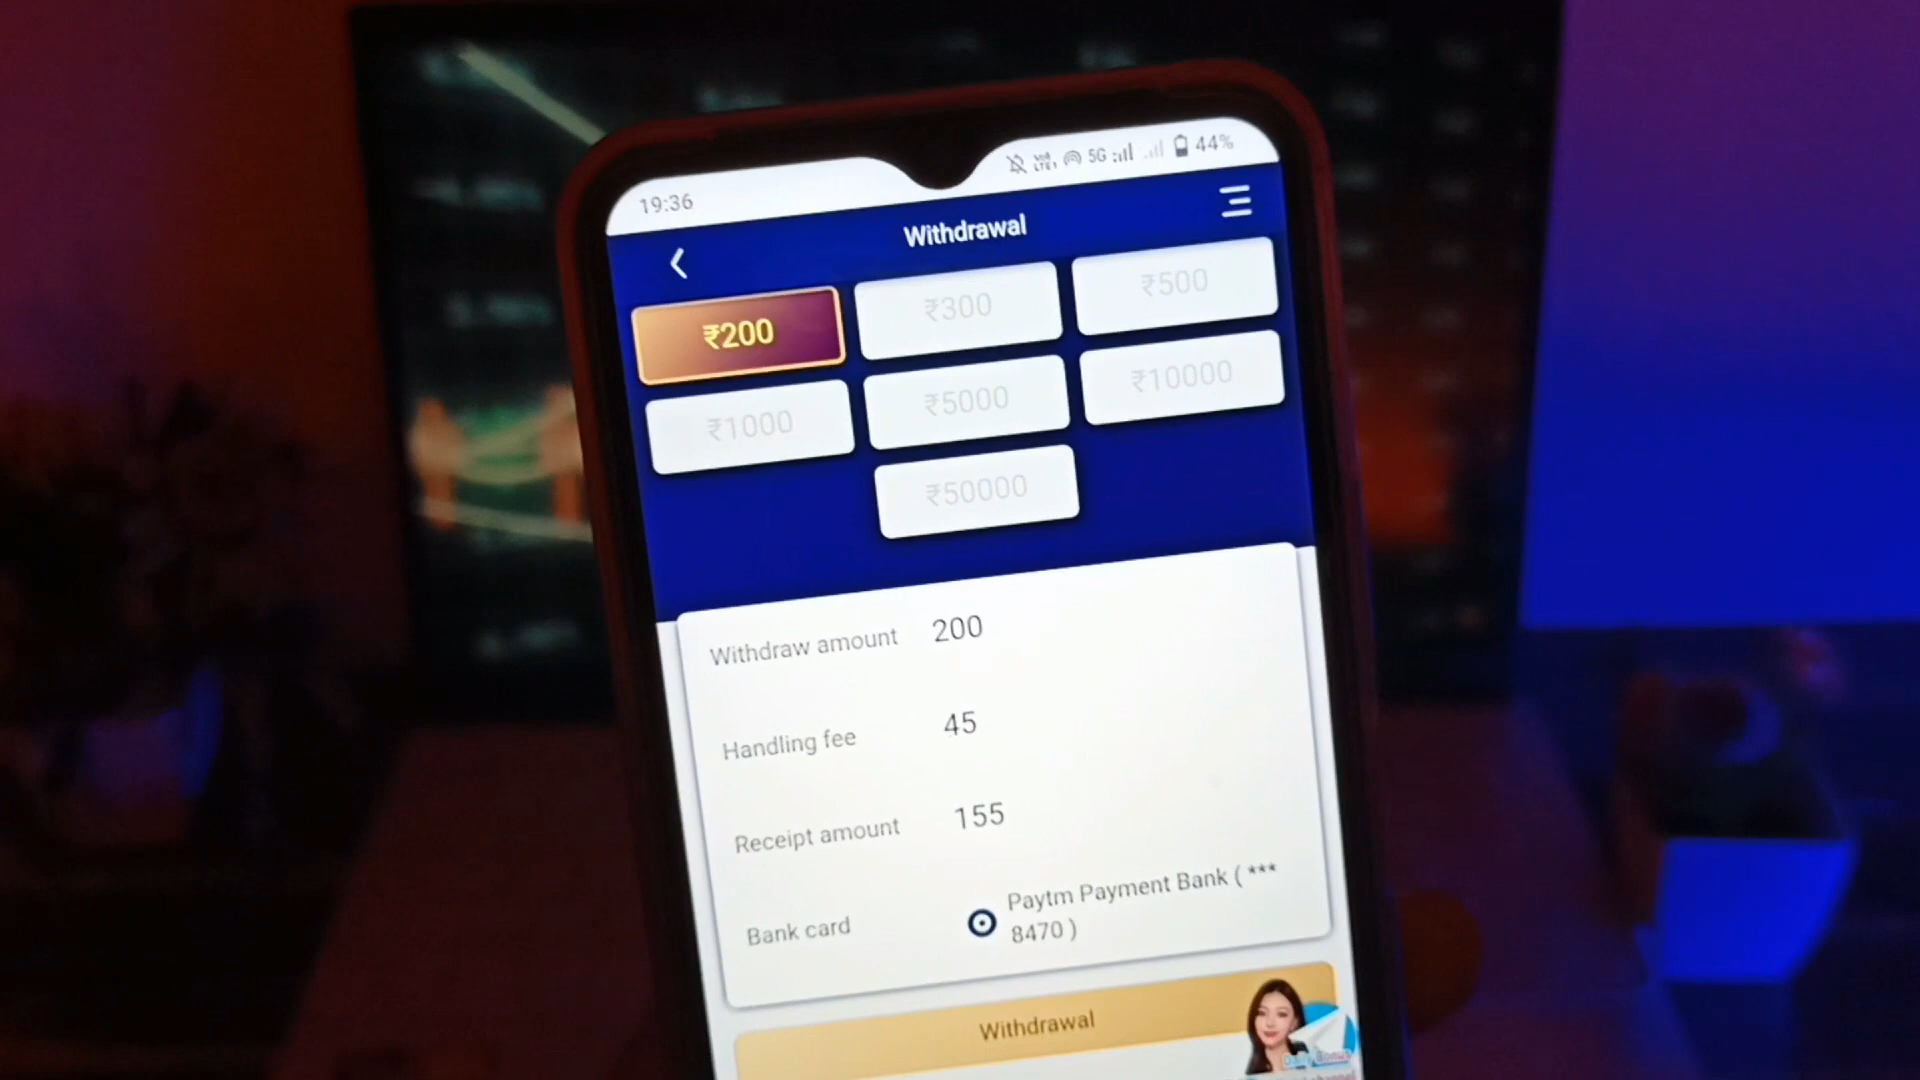 19:36
5G 44%
Withdrawal
₹200 ₹300 ₹500
₹1000 ₹5000 ₹10000
₹50000
Withdraw amount 200
Handling fee 45
Receipt amount 155
Bank card Paytm Payment Bank ( ***
8470 )
Withdrawal